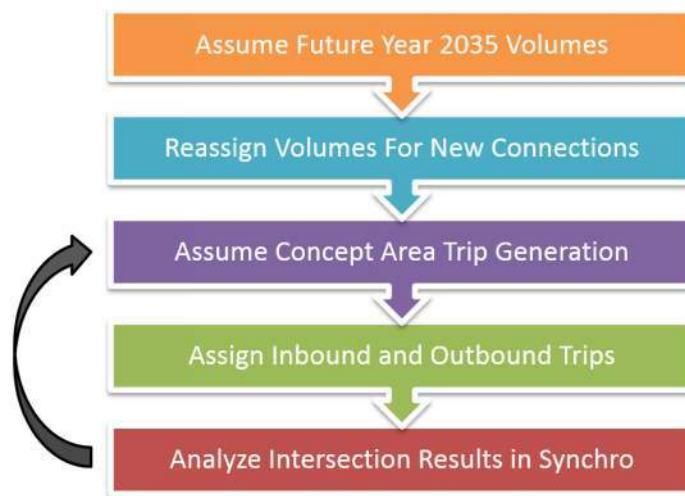 Assume Future Year 2035 Volumes
Reassign Volumes For New Connections
Assume Concept Area Trip Generation
Assign Inbound and Outbound Trips
Analyze Intersection Results in Synchro